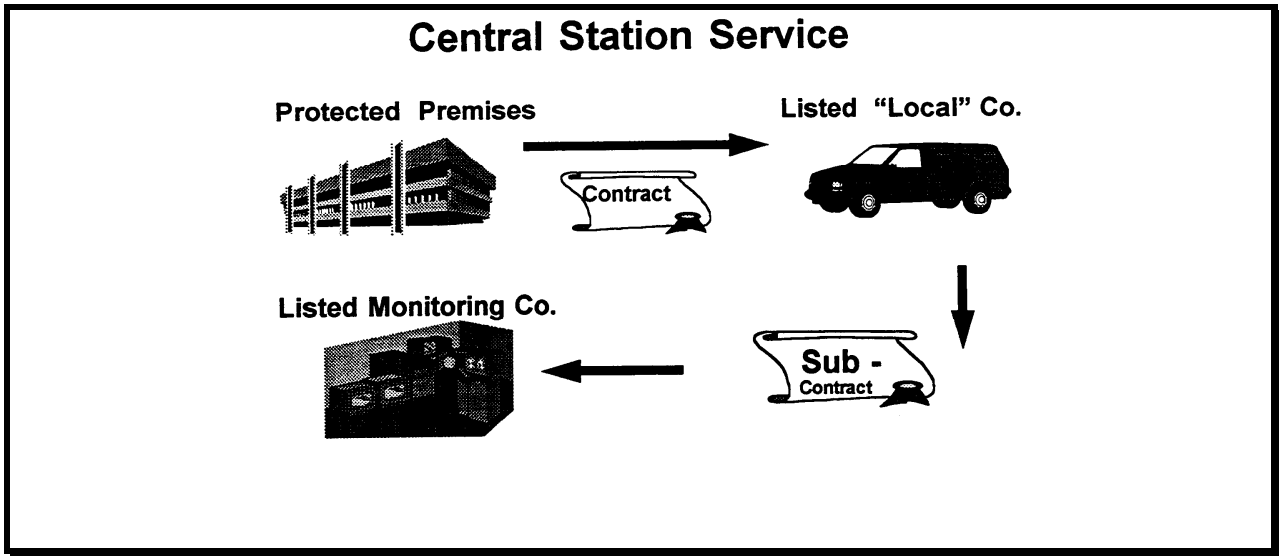 Central Station Service
Protected Premises
Listed “Local” Co.
Contract
Listed Monitoring Co.
Sub -
Contract